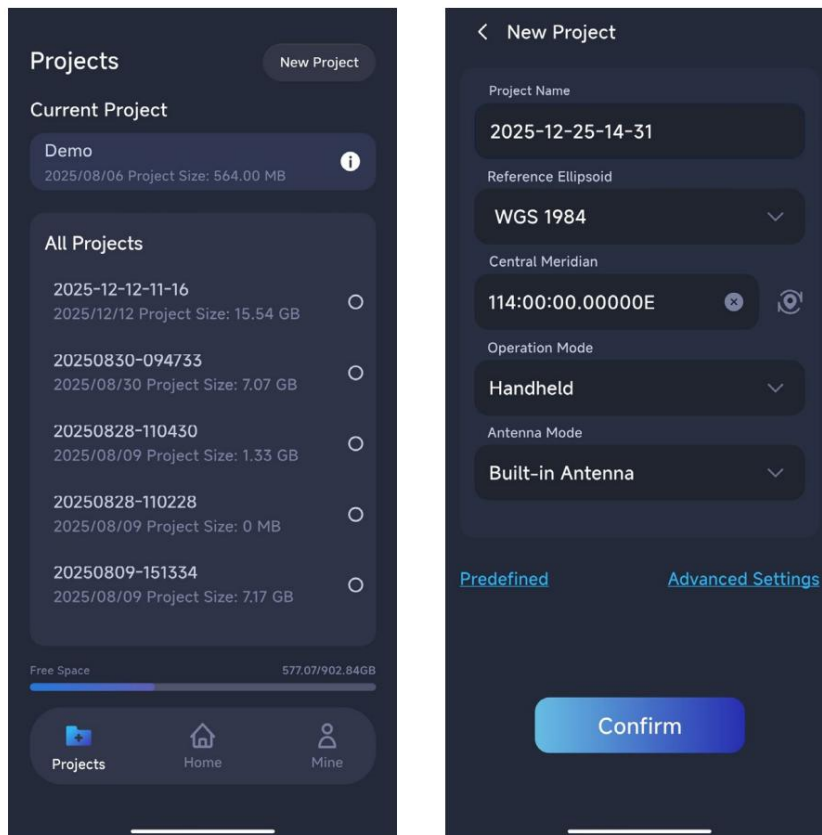 Projects
New Project
Current Project
Demo
2025/08/06 Project Size: 564.00 MB
All Projects
2025-12-12-11-16
2025/12/12 Project Size: 15.54 GB
20250830-094733
2025/08/30 Project Size: 7.07 GB
20250828-110430
2025/08/09 Project Size: 1.33 GB
20250828-110228
2025/08/09 Project Size: 0 MB
20250809-151334
2025/08/09 Project Size: 7.17 GB
Free Space
577.07/902.84GB
Projects
Home
Mine
New Project
Project Name
2025-12-25-14-31
Reference Ellipsoid
WGS 1984
Central Meridian
114:00:00.00000E
Operation Mode
Handheld
Antenna Mode
Built-in Antenna
Predefined
Advanced Settings
Confirm